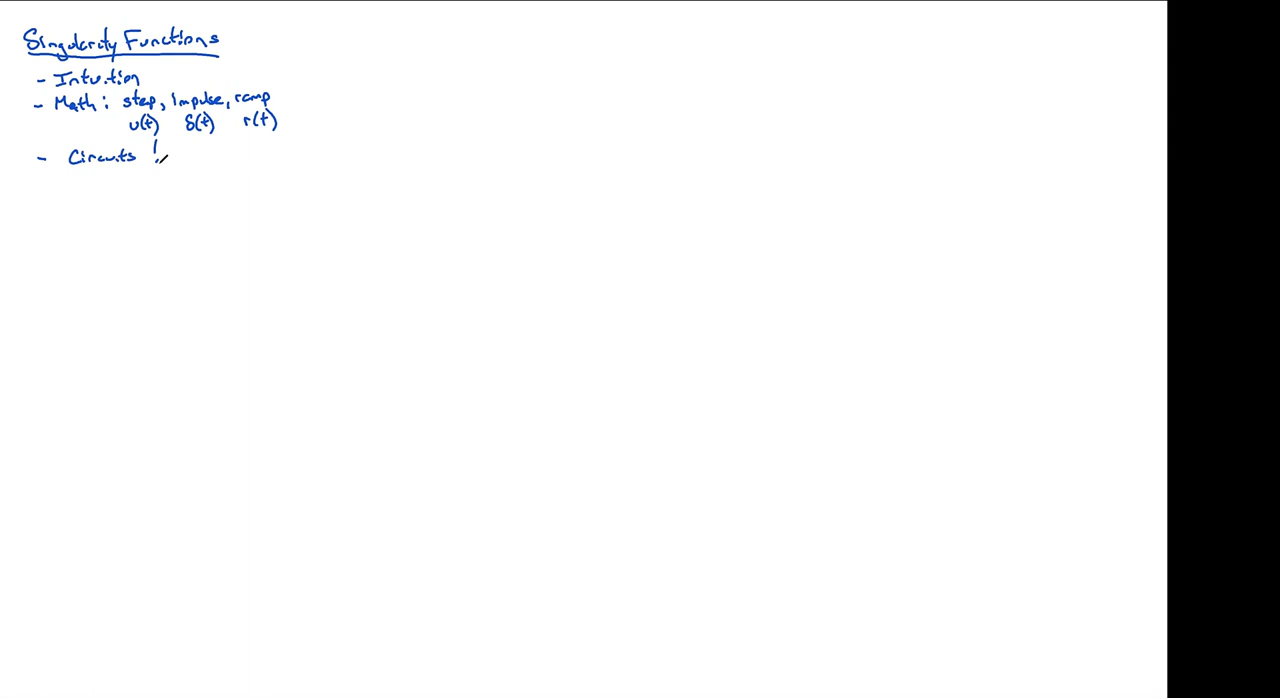 Singularity Functions
- Intuition
- Math: step, impulse, ramp
u(t) δ(t) r(t)
- Circuits !